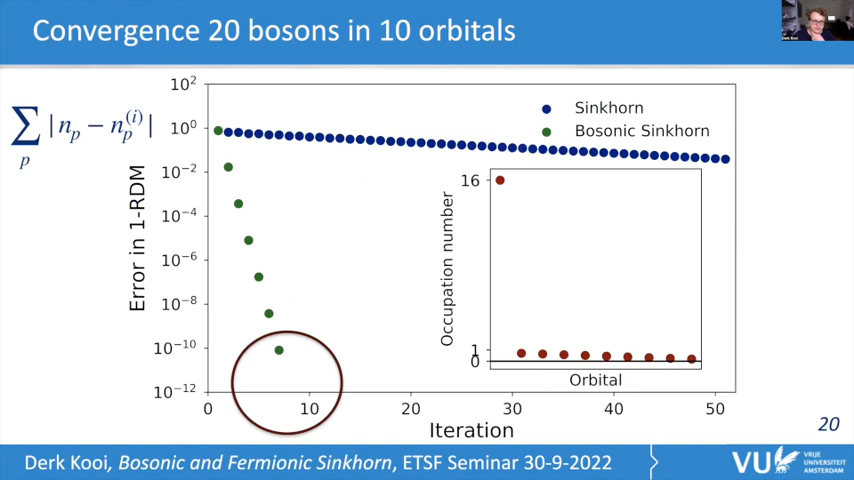 Convergence 20 bosons in 10 orbitals
Derk Kooi
∑_p |n_p − n_p^(i)|
Error in 1-RDM
10^2
10^0
10^−2
10^−4
10^−6
10^−8
10^−10
10^−12
0 10 20 30 40 50
Iteration
Sinkhorn
Bosonic Sinkhorn
Occupation number
16
1
0
Orbital
20
Derk Kooi, Bosonic and Fermionic Sinkhorn, ETSF Seminar 30-9-2022
VU
VRIJE
UNIVERSITEIT
AMSTERDAM